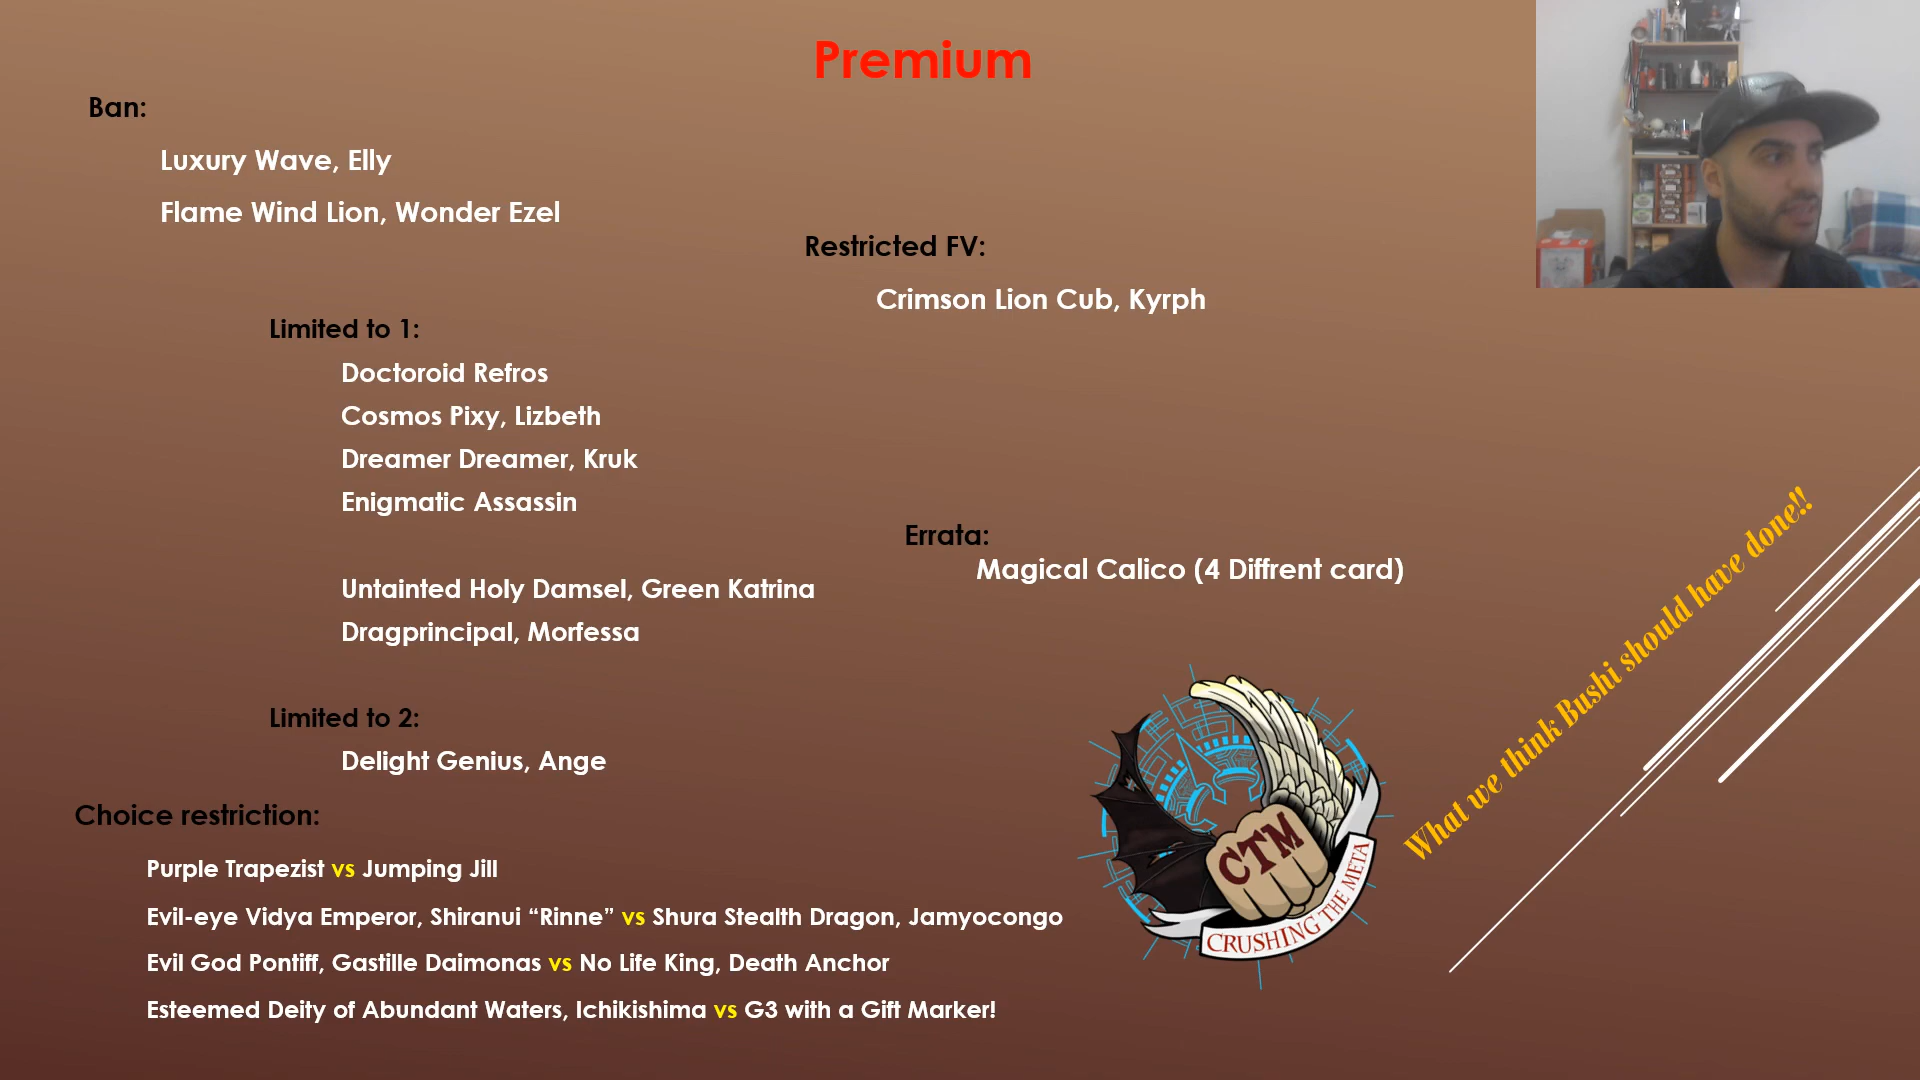 Premium
Ban:
Luxury Wave, Elly
Flame Wind Lion, Wonder Ezel
Restricted FV:
Crimson Lion Cub, Kyrph
Limited to 1:
Doctoroid Refros
Cosmos Pixy, Lizbeth
Dreamer Dreamer, Kruk
Enigmatic Assassin
Untainted Holy Damsel, Green Katrina
Dragprincipal, Morfessa
Errata:
Magical Calico (4 Diffrent card)
Limited to 2:
Delight Genius, Ange
Choice restriction:
Purple Trapezist vs Jumping Jill
Evil-eye Vidya Emperor, Shiranui “Rinne” vs Shura Stealth Dragon, Jamyocongo
Evil God Pontiff, Gastille Daimonas vs No Life King, Death Anchor
Esteemed Deity of Abundant Waters, Ichikishima vs G3 with a Gift Marker!
CTM
CRUSHING THE META
What we think Bushi should have done!!